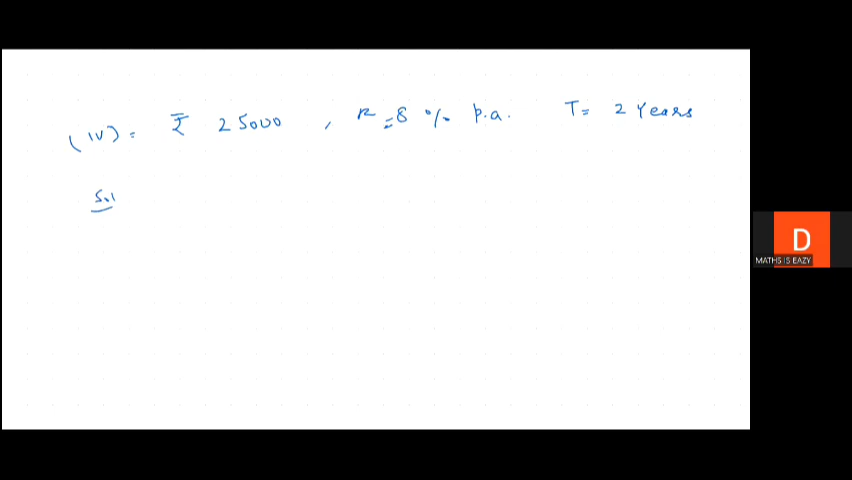 (iv) = ₹ 25000 , R = 8 % p.a. T = 2 Years
Sol
D
MATHS IS EAZY